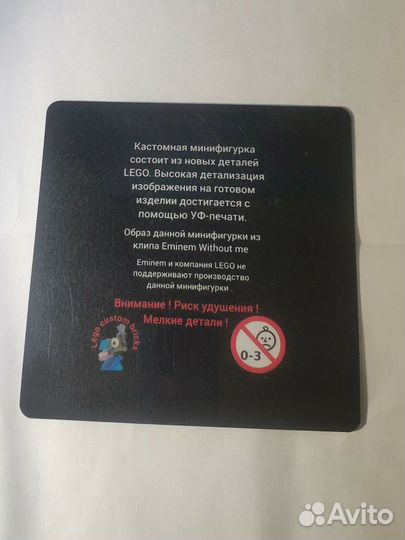 Кастомная минифигурка
состоит из новых деталей
LEGO. Высокая детализация
изображения на готовом
изделии достигается с
помощью УФ-печати.
Образ данной минифигурки из
клипа Eminem Without me
Eminem и компания LEGO не
поддерживают производство
данной минифигурки .
Внимание ! Риск удушения !
Мелкие детали !
Lego custom bricks
0-3
Avito